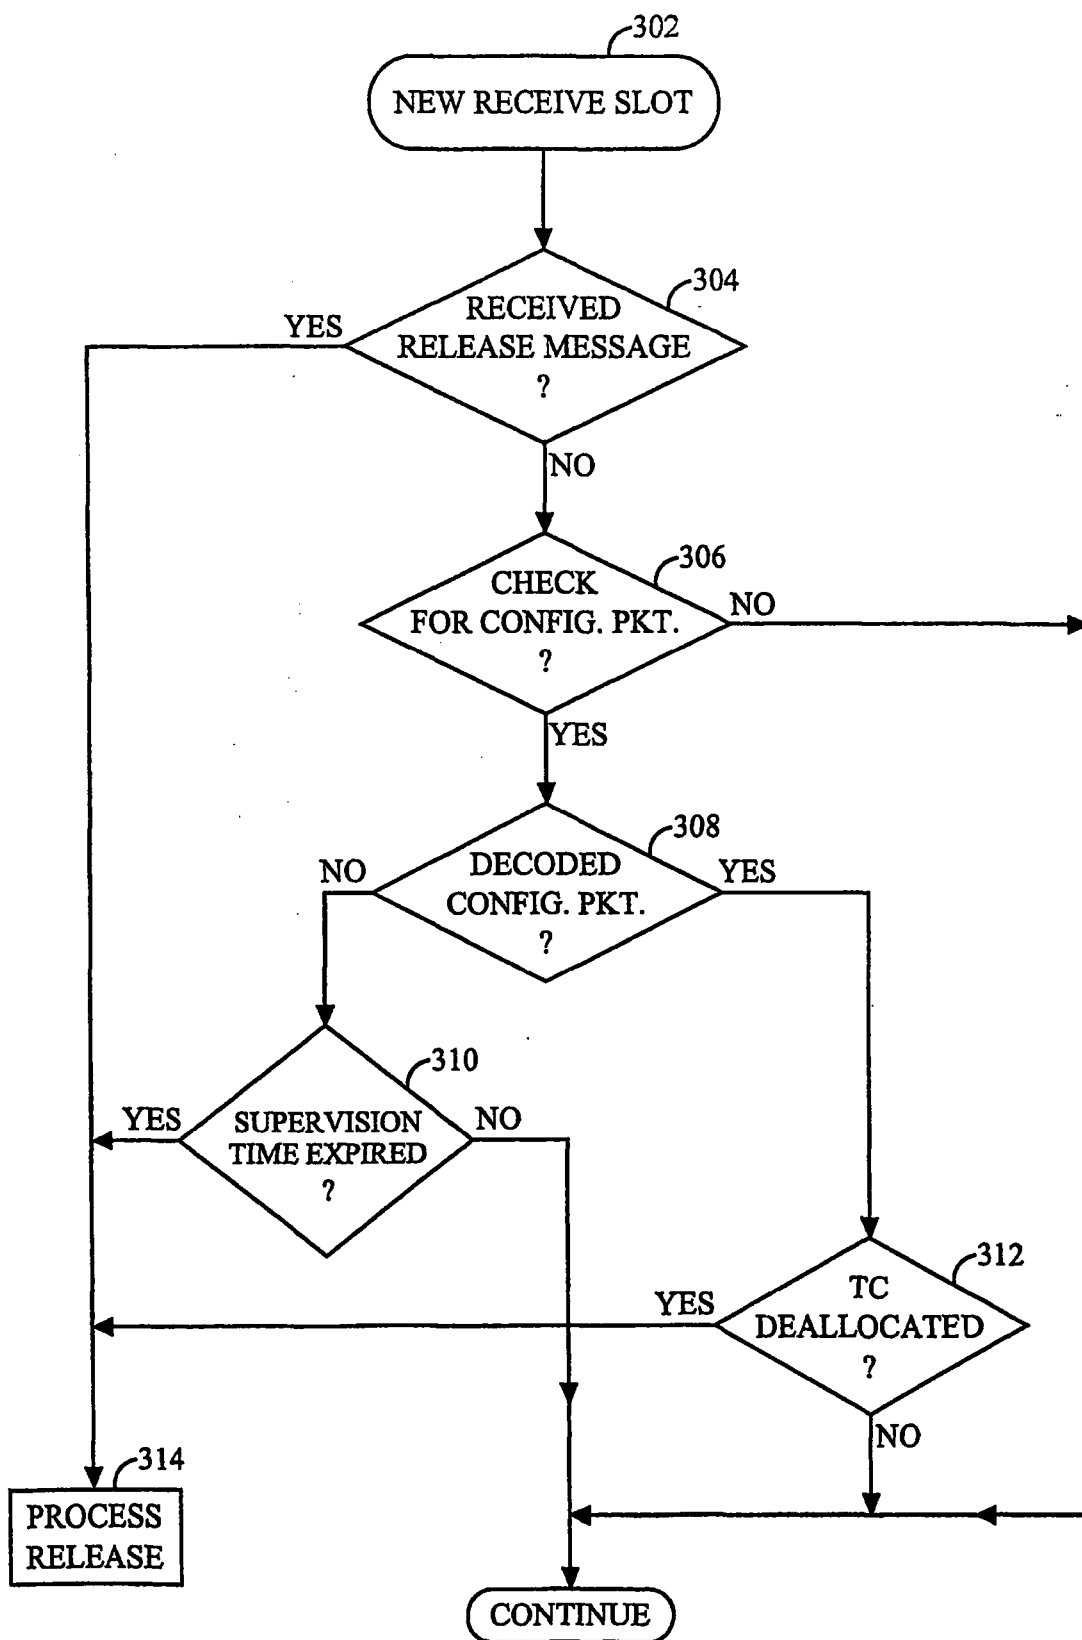 302
NEW RECEIVE SLOT
304
RECEIVED
RELEASE MESSAGE
?
YES
NO
306
CHECK
FOR CONFIG. PKT.
?
NO
YES
308
DECODED
CONFIG. PKT.
?
NO
YES
310
SUPERVISION
TIME EXPIRED
?
YES
NO
312
TC
DEALLOCATED
?
YES
NO
314
PROCESS
RELEASE
CONTINUE